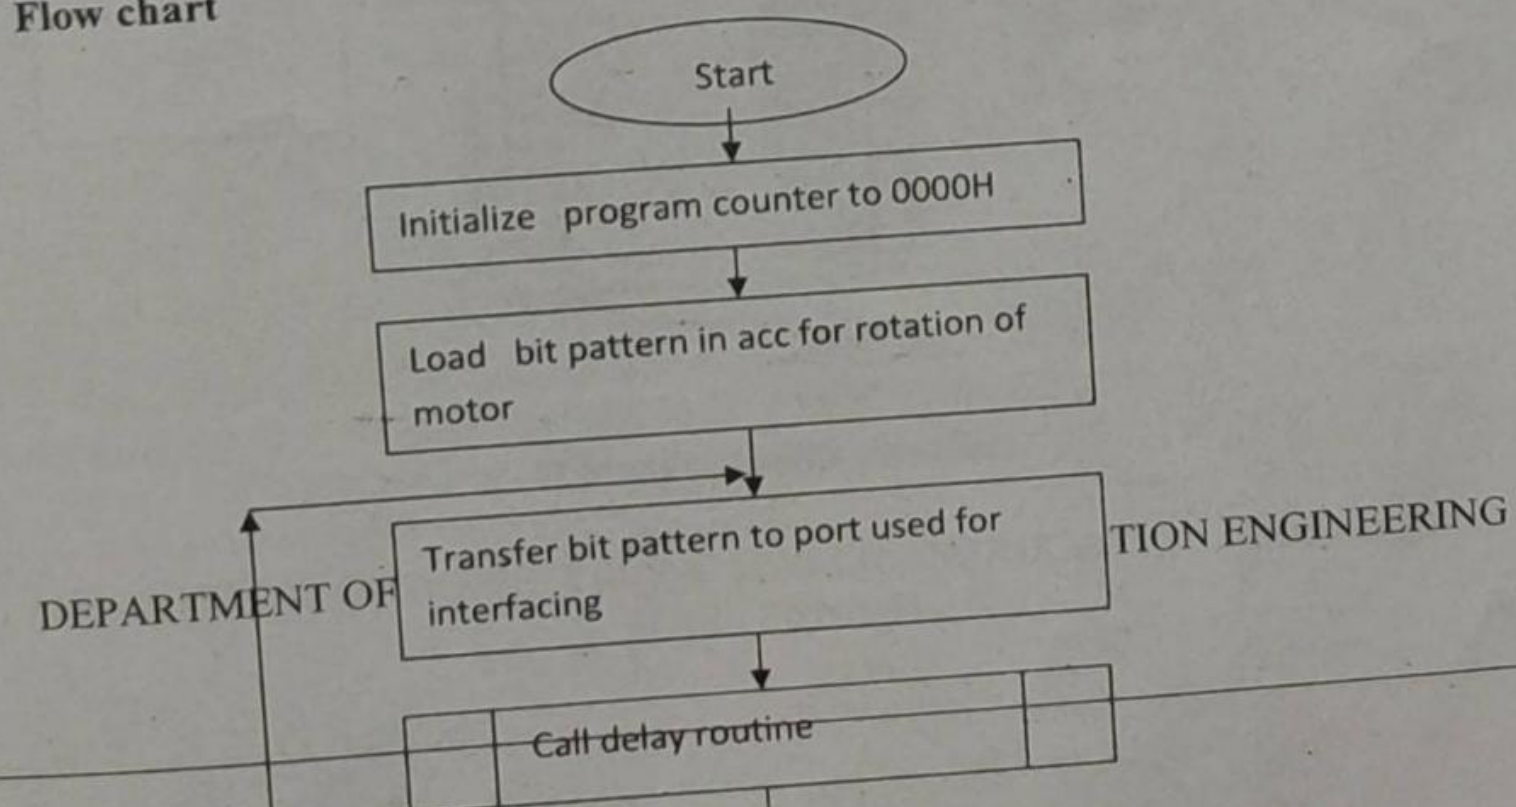 Flow chart
Start
Initialize program counter to 0000H
Load bit pattern in acc for rotation of
motor
Transfer bit pattern to port used for
interfacing
DEPARTMENT OF
TION ENGINEERING
Call delay routine